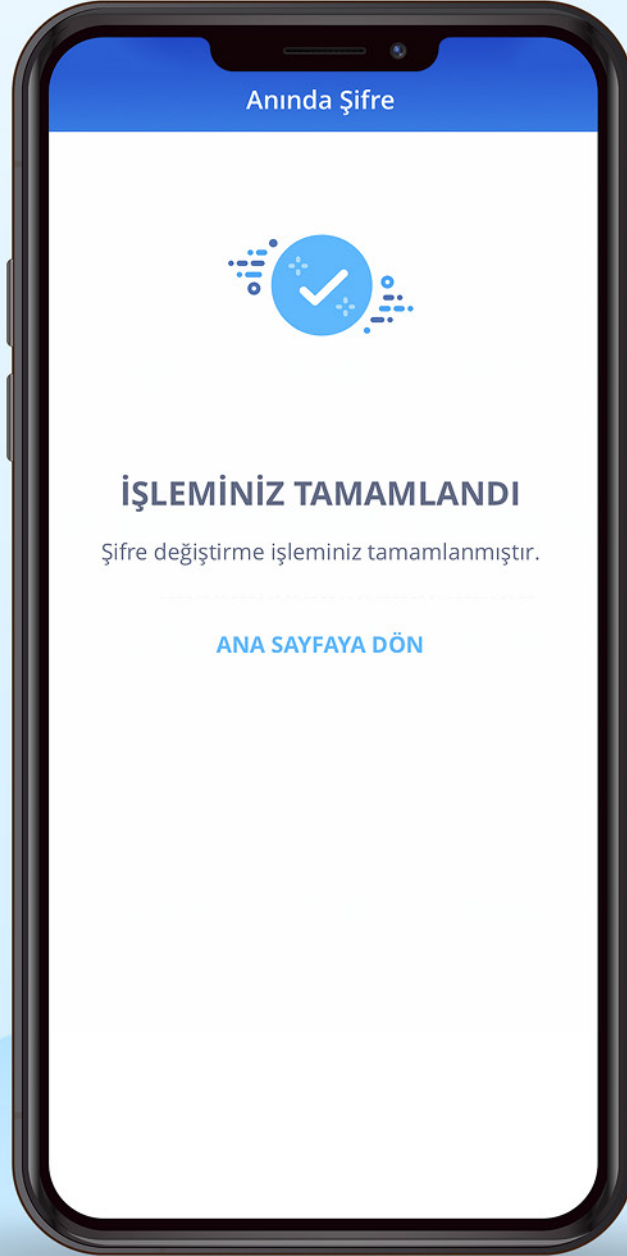 Anında Şifre
İŞLEMİNİZ TAMAMLANDI
Şifre değiştirme işleminiz tamamlanmıştır.
ANA SAYFAYA DÖN